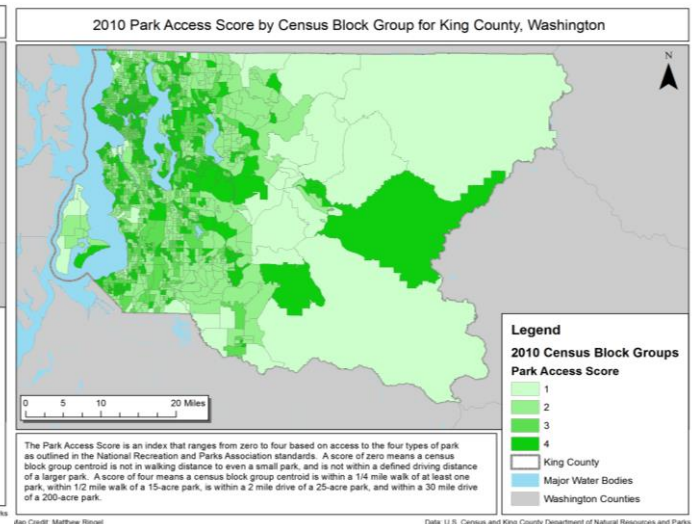 2010 Park Access Score by Census Block Group for King County, Washington
N
0 5 10 20 Miles
Legend
2010 Census Block Groups
Park Access Score
1
2
3
4
King County
Major Water Bodies
Washington Counties
The Park Access Score is an index that ranges from zero to four based on access to the four types of park
as outlined in the National Recreation and Parks Association standards. A score of zero means a census
block group centroid is not in walking distance to even a small park, and is not within a defined driving distance
of a larger park. A score of four means a census block group centroid is within a 1/4 mile walk of at least one
park, within 1/2 mile walk of a 15-acre park, is within a 2 mile drive of a 25-acre park, and within a 30 mile drive
of a 200-acre park.
Map Credit: Matthew Ringel
Data: U.S. Census and King County Department of Natural Resources and Parks